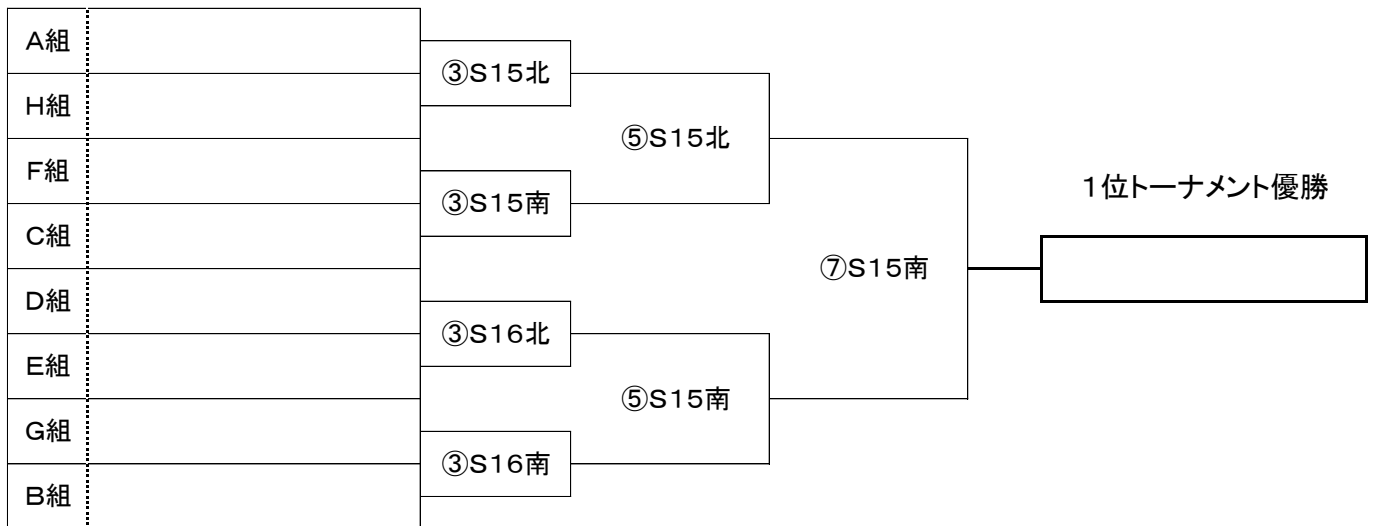 A組
H組
F組
C組
D組
E組
G組
B組
③S15北
③S15南
③S16北
③S16南
⑤S15北
⑤S15南
⑦S15南
1位トーナメント優勝